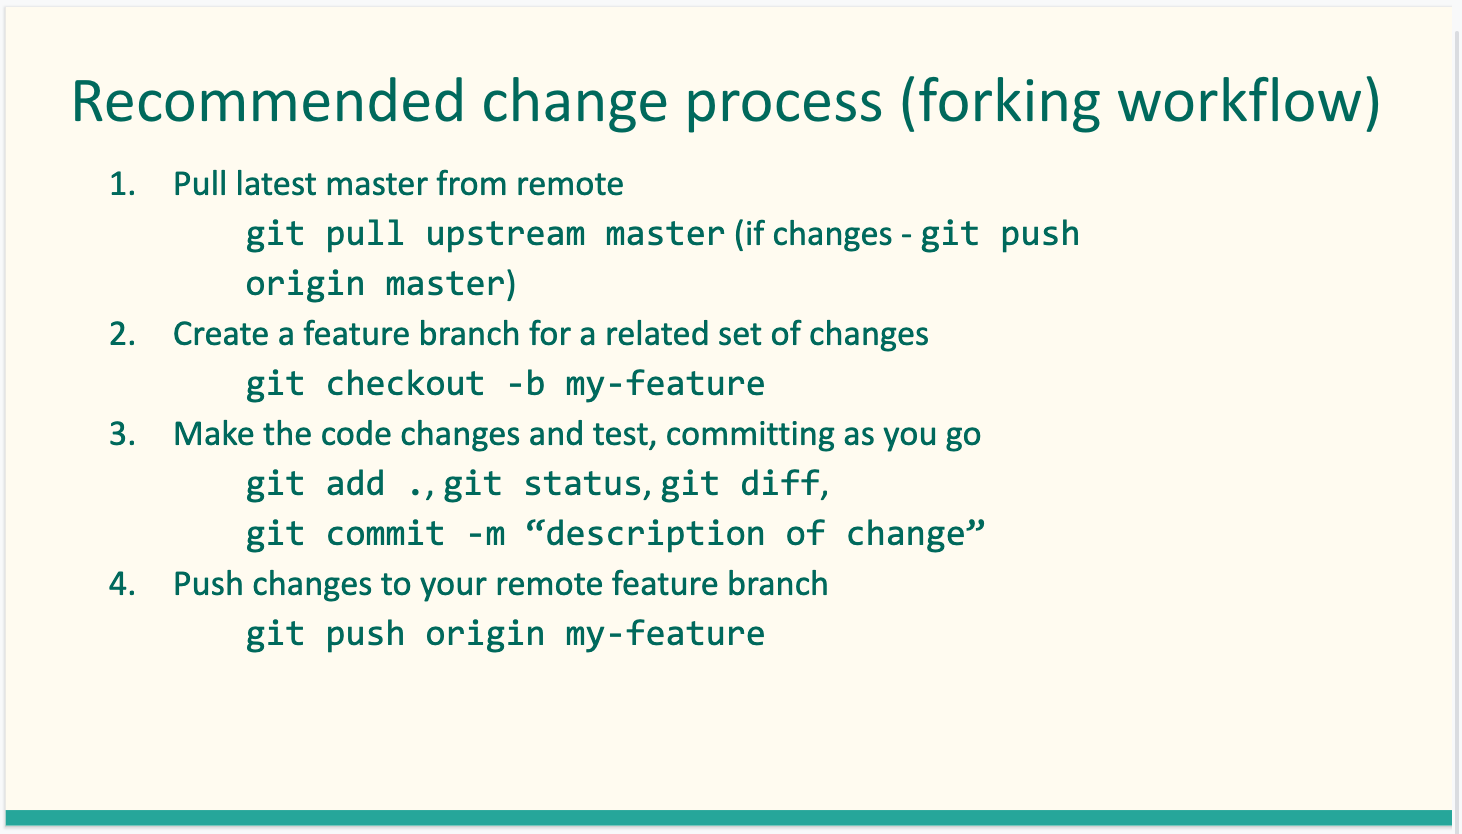 Recommended change process (forking workflow)
1. Pull latest master from remote
git pull upstream master (if changes - git push
origin master)
2. Create a feature branch for a related set of changes
git checkout -b my-feature
3. Make the code changes and test, committing as you go
git add ., git status, git diff,
git commit -m “description of change”
4. Push changes to your remote feature branch
git push origin my-feature